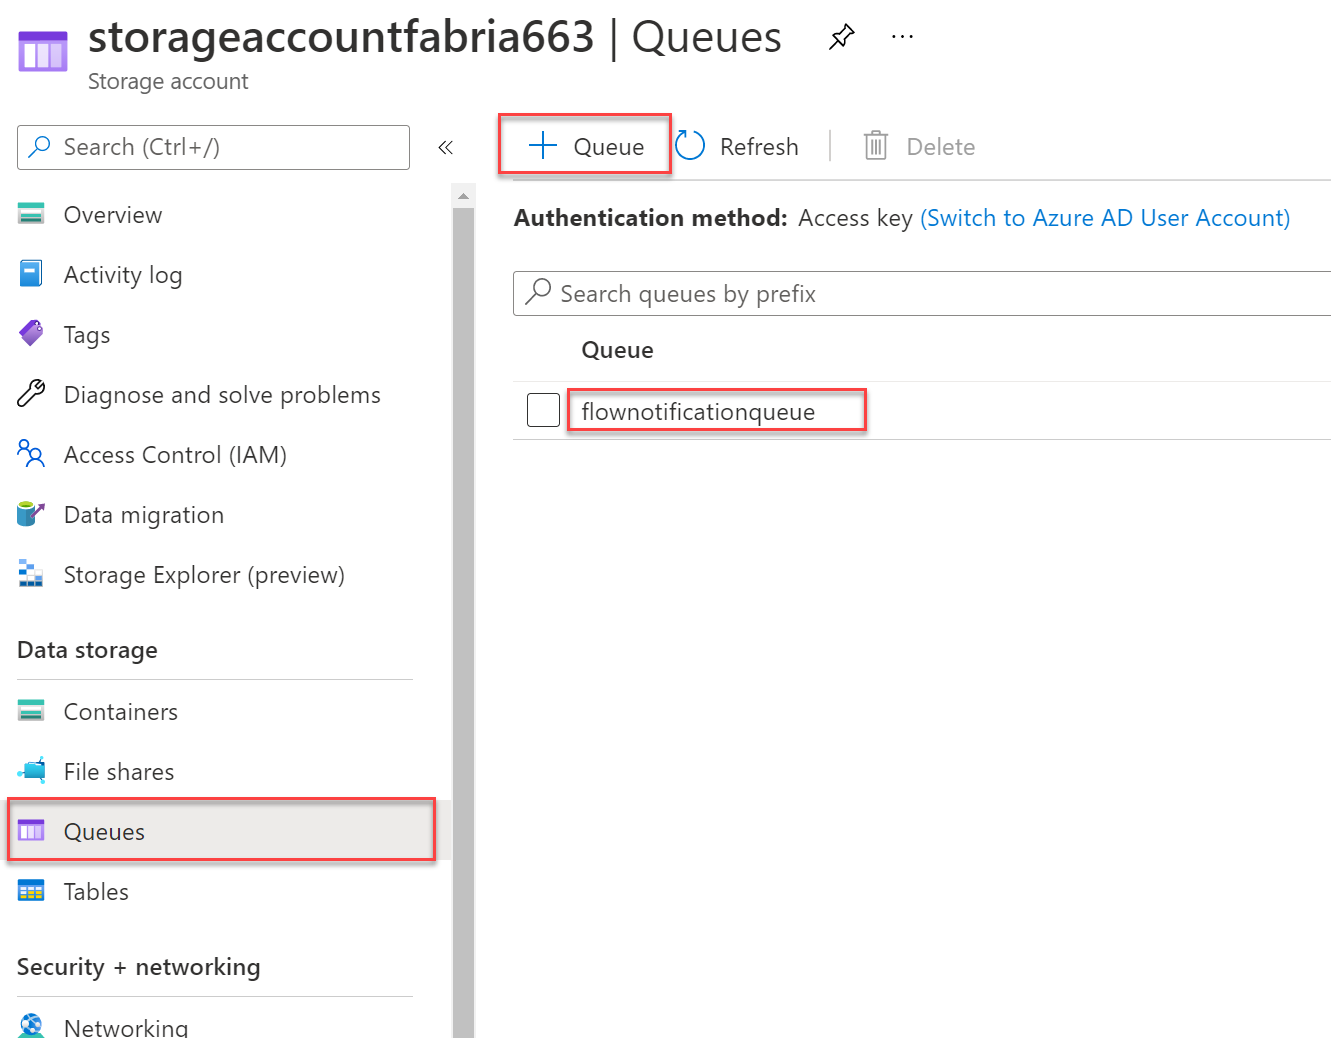 storageaccountfabria663 | Queues ...
Storage account
Search (Ctrl+/)
«
Overview
Activity log
Tags
Diagnose and solve problems
Access Control (IAM)
Data migration
Storage Explorer (preview)
Data storage
Containers
File shares
Queues
Tables
Security + networking
Networking
+ Queue Refresh Delete
Authentication method: Access key (Switch to Azure AD User Account)
Search queues by prefix
Queue
flownotificationqueue